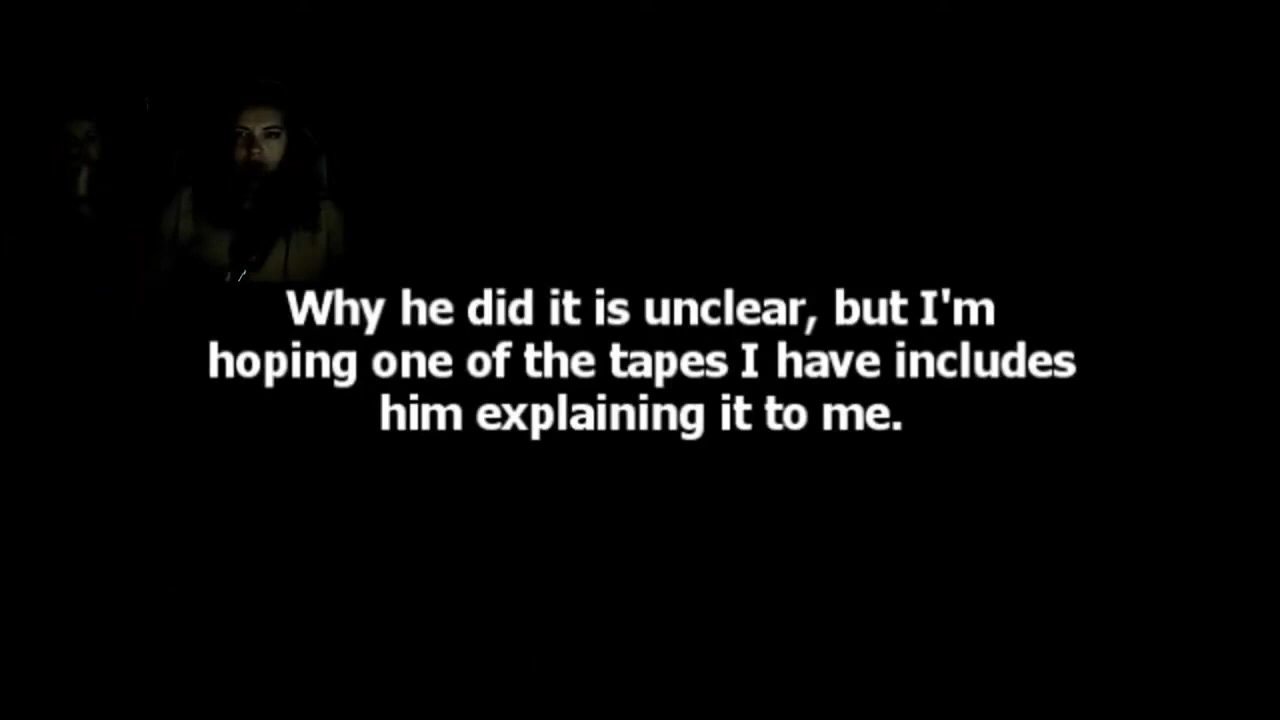 Why he did it is unclear, but I'm
hoping one of the tapes I have includes
him explaining it to me.